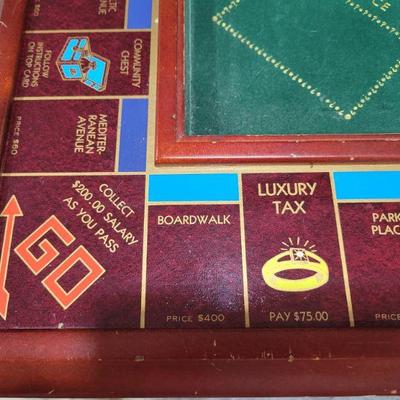 COMMUNITY
CHEST
FOLLOW
INSTRUCTIONS
ON TOP CARD
MEDITER-
RANEAN
AVENUE
PRICE $60
COLLECT
$200.00 SALARY
AS YOU PASS
GO
BOARDWALK
PRICE $400
LUXURY
TAX
PAY $75.00
PARK
PLAC
PRICE